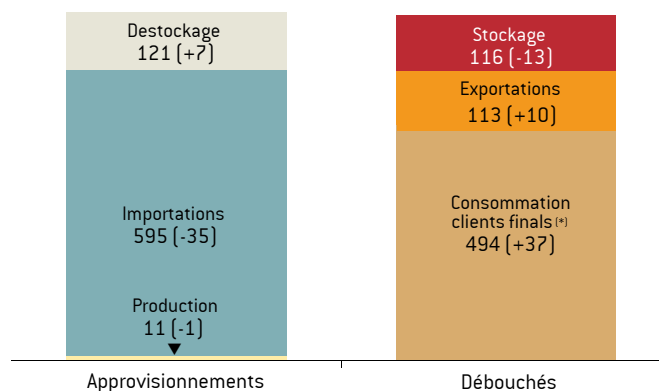 Destockage
121 (+7)
Importations
595 (-35)
Production
11 (-1)
Approvisionnements
Stockage
116 (-13)
Exportations
113 (+10)
Consommation
clients finals (*)
494 (+37)
Débouchés